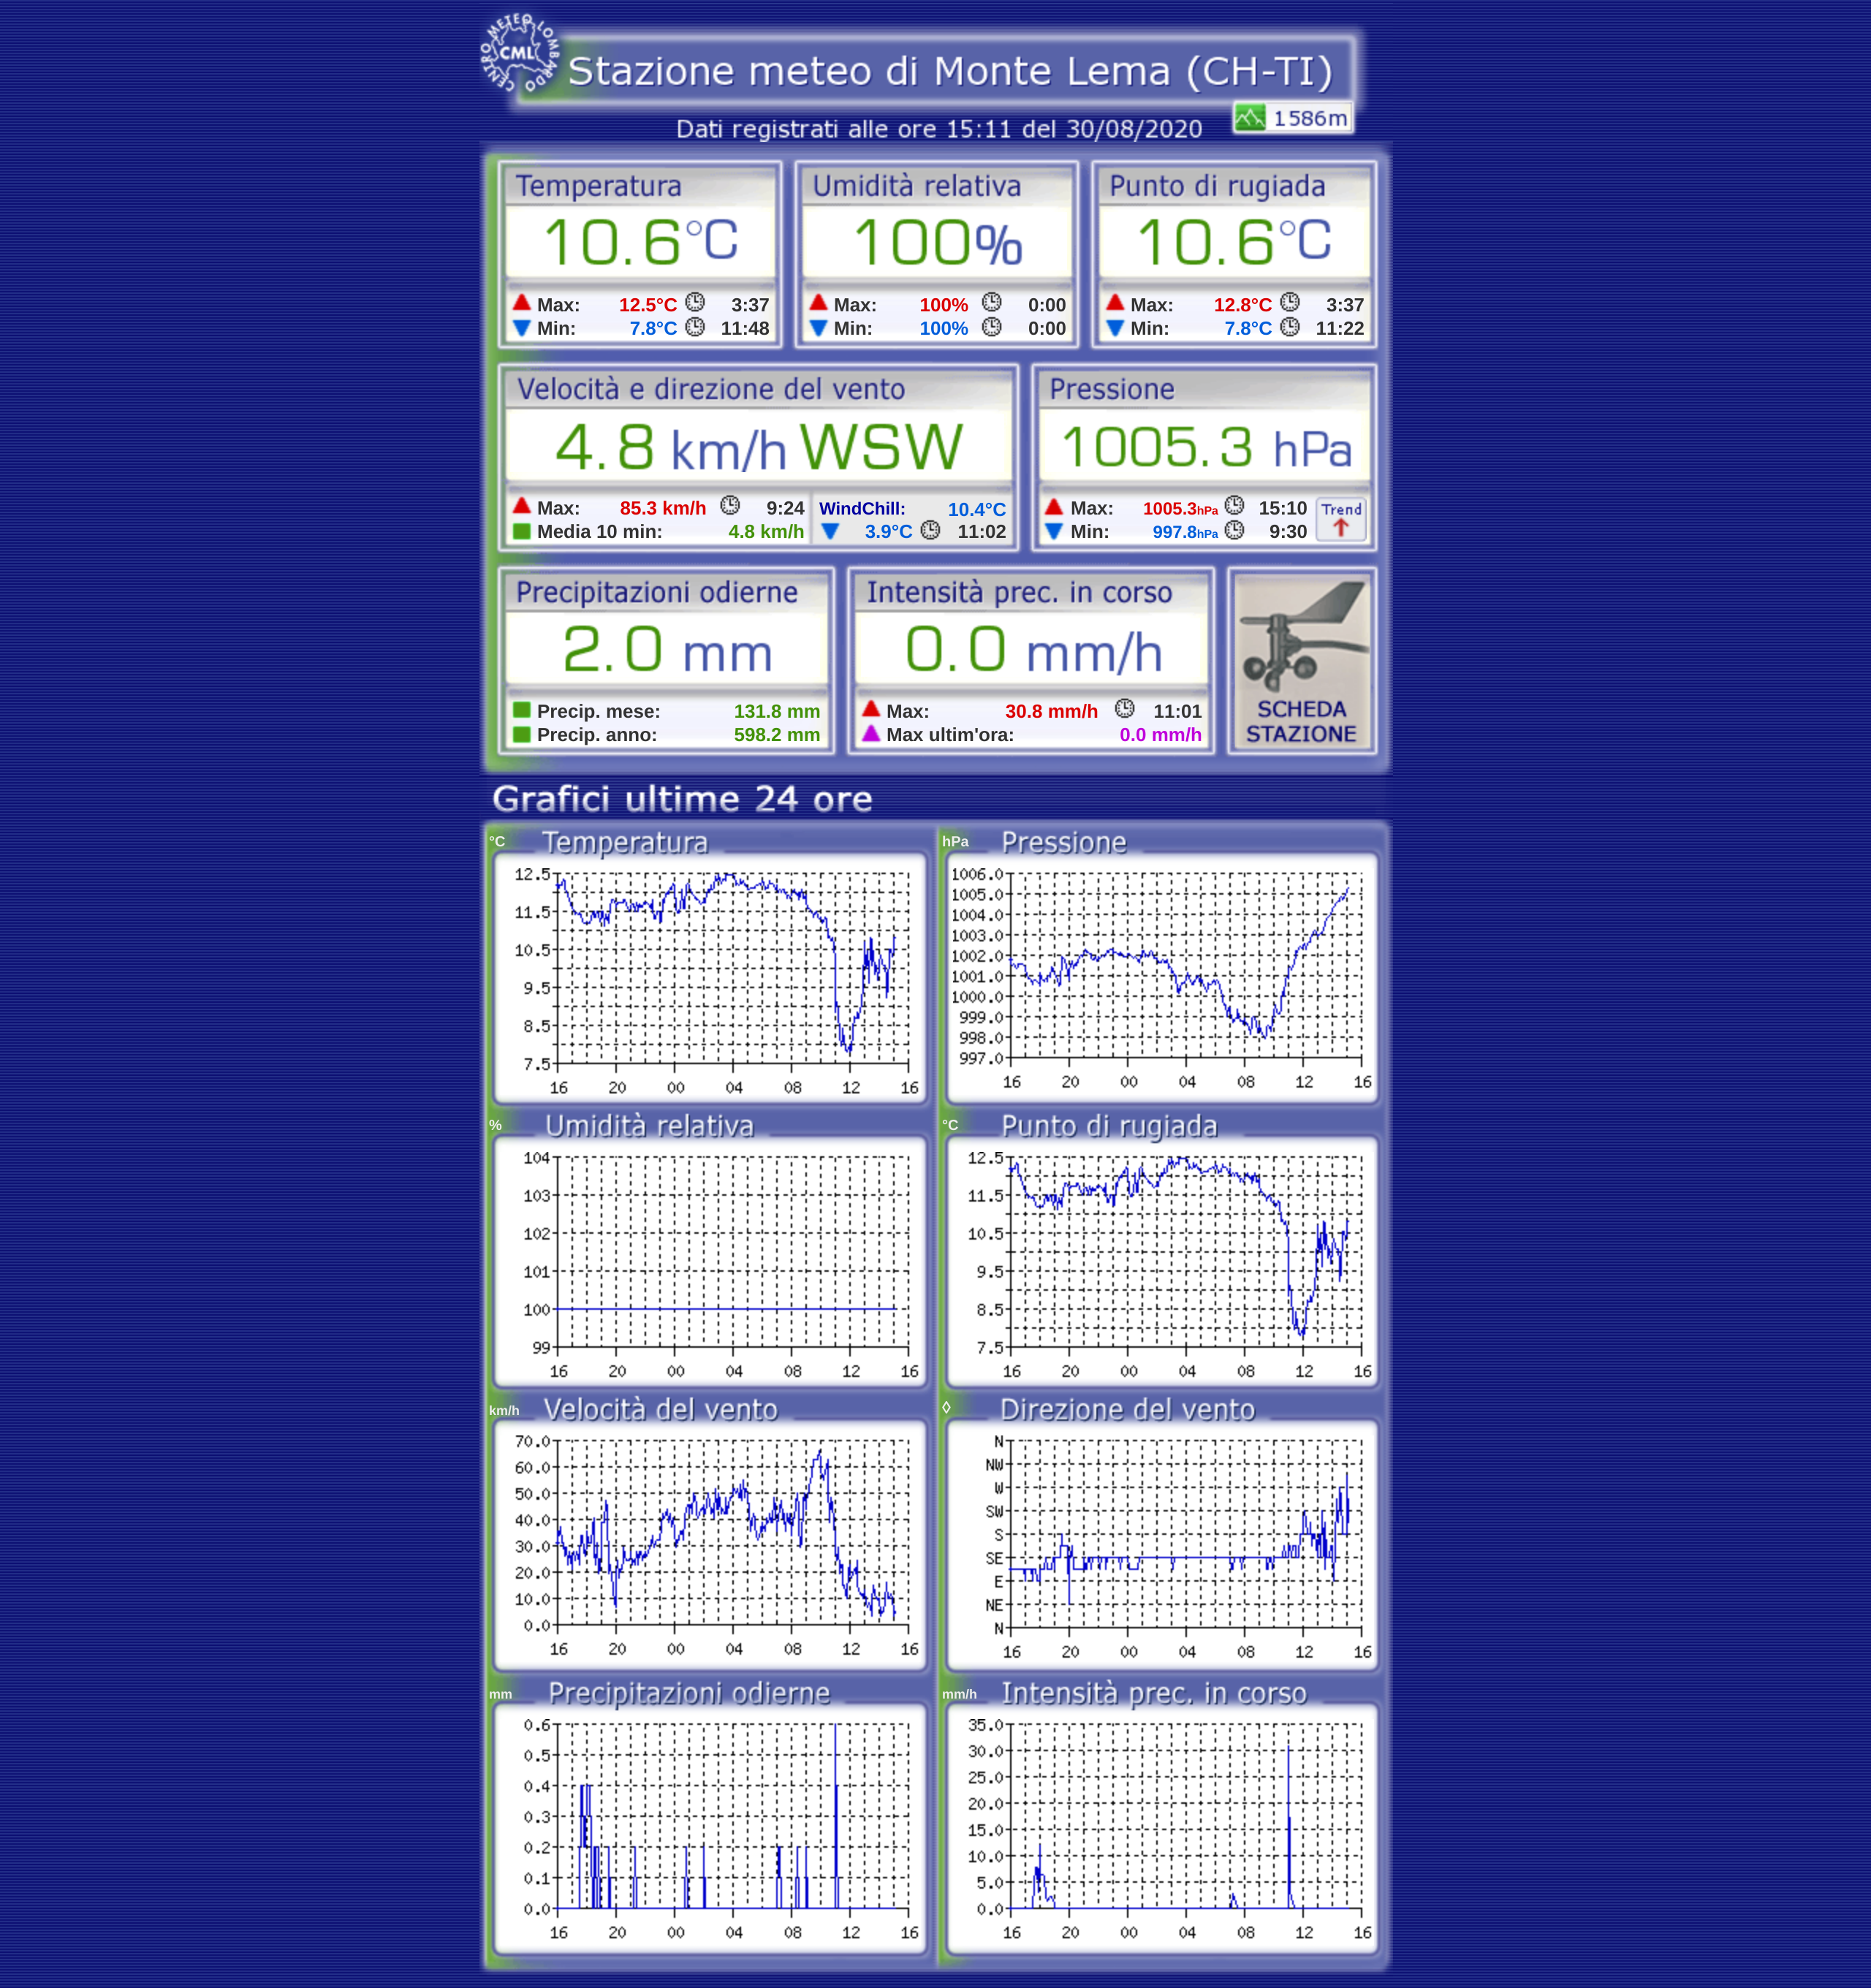 CENTRO METEO LOMBARDO
CML
Stazione meteo di Monte Lema (CH-TI)
1586m
Dati registrati alle ore 15:11 del 30/08/2020
Temperatura Umidità relativa Punto di rugiada
10.6°C 100% 10.6°C
Max: 12.5°C 3:37 Max: 100% 0:00 Max: 12.8°C 3:37
Min: 7.8°C 11:48 Min: 100% 0:00 Min: 7.8°C 11:22
Velocità e direzione del vento Pressione
4.8 km/h WSW 1005.3 hPa
Max: 85.3 km/h 9:24 WindChill: 10.4°C Max: 1005.3hPa 15:10 Trend
Media 10 min: 4.8 km/h 3.9°C 11:02 Min: 997.8hPa 9:30
Precipitazioni odierne Intensità prec. in corso
2.0 mm 0.0 mm/h
Precip. mese: 131.8 mm Max: 30.8 mm/h 11:01 SCHEDA
Precip. anno: 598.2 mm Max ultim'ora: 0.0 mm/h STAZIONE
Grafici ultime 24 ore
°C Temperatura
12.5
11.5
10.5
9.5
8.5
7.5
16 20 00 04 08 12 16
hPa Pressione
1006.0
1005.0
1004.0
1003.0
1002.0
1001.0
1000.0
999.0
998.0
997.0
16 20 00 04 08 12 16
% Umidità relativa
104
103
102
101
100
99
16 20 00 04 08 12 16
°C Punto di rugiada
12.5
11.5
10.5
9.5
8.5
7.5
16 20 00 04 08 12 16
km/h Velocità del vento
70.0
60.0
50.0
40.0
30.0
20.0
10.0
0.0
16 20 00 04 08 12 16
◊ Direzione del vento
N
NW
W
SW
S
SE
E
NE
N
16 20 00 04 08 12 16
mm Precipitazioni odierne
0.6
0.5
0.4
0.3
0.2
0.1
0.0
16 20 00 04 08 12 16
mm/h Intensità prec. in corso
35.0
30.0
25.0
20.0
15.0
10.0
5.0
0.0
16 20 00 04 08 12 16